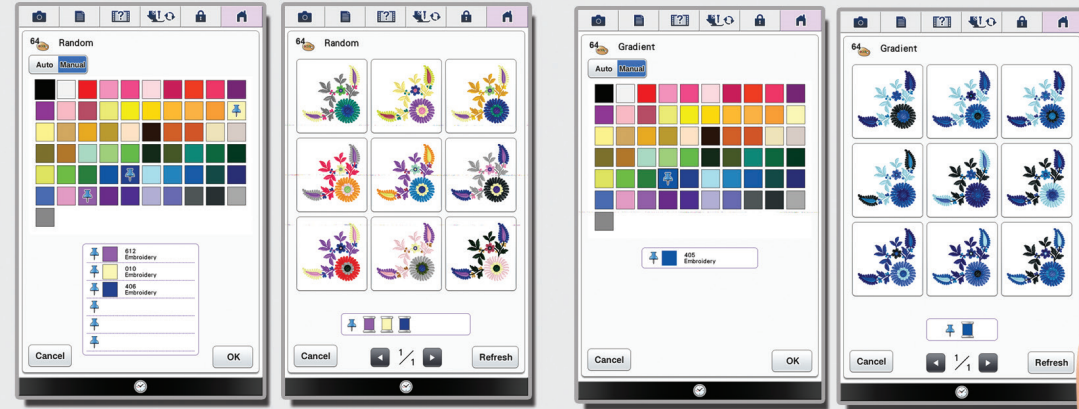 64 Random
Auto Manual
612
Embroidery
010
Embroidery
406
Embroidery
Cancel OK
64 Random
Cancel 1/1 Refresh
64 Gradient
Auto Manual
405
Embroidery
Cancel OK
64 Gradient
Cancel 1/1 Refresh